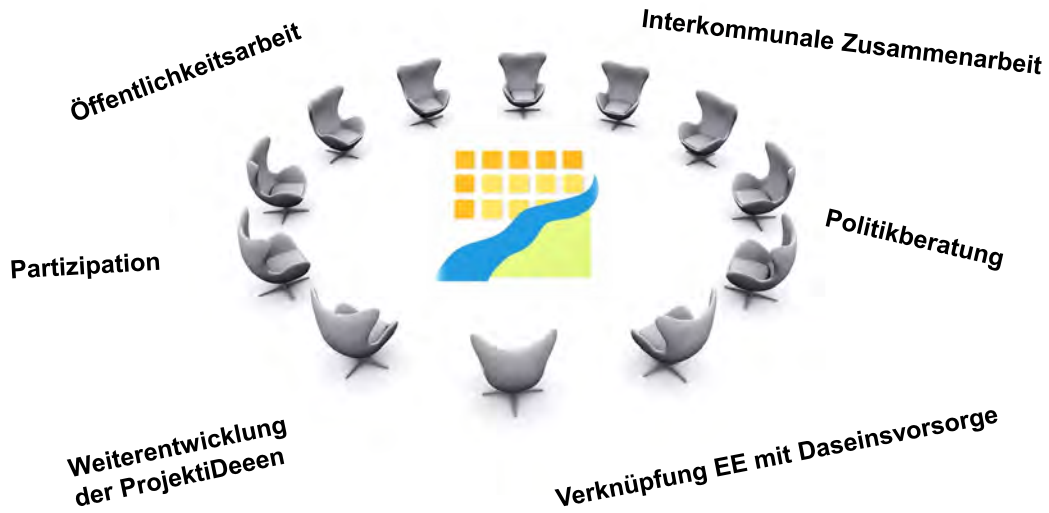 Öffentlichkeitsarbeit
Interkommunale Zusammenarbeit
Partizipation
Politikberatung
Weiterentwicklung
der ProjektiDeeen
Verknüpfung EE mit Daseinsvorsorge